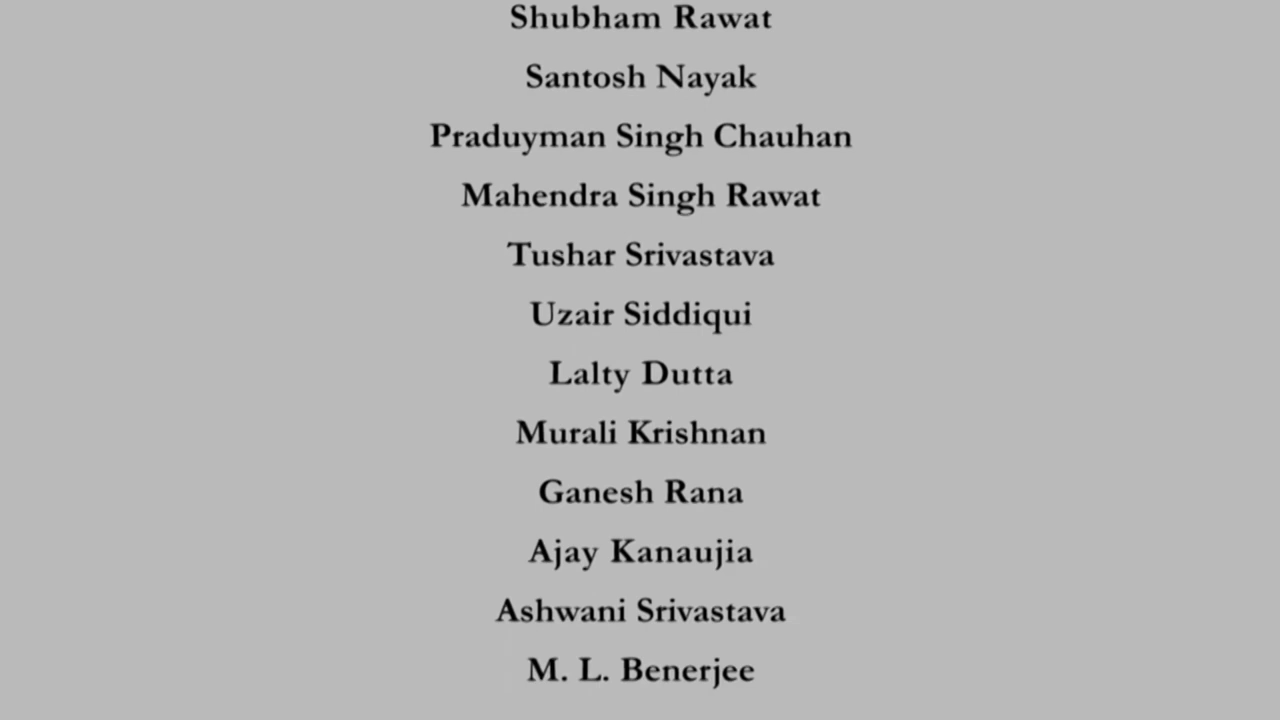 Shubham Rawat
Santosh Nayak
Praduyman Singh Chauhan
Mahendra Singh Rawat
Tushar Srivastava
Uzair Siddiqui
Lalty Dutta
Murali Krishnan
Ganesh Rana
Ajay Kanaujia
Ashwani Srivastava
M. L. Benerjee